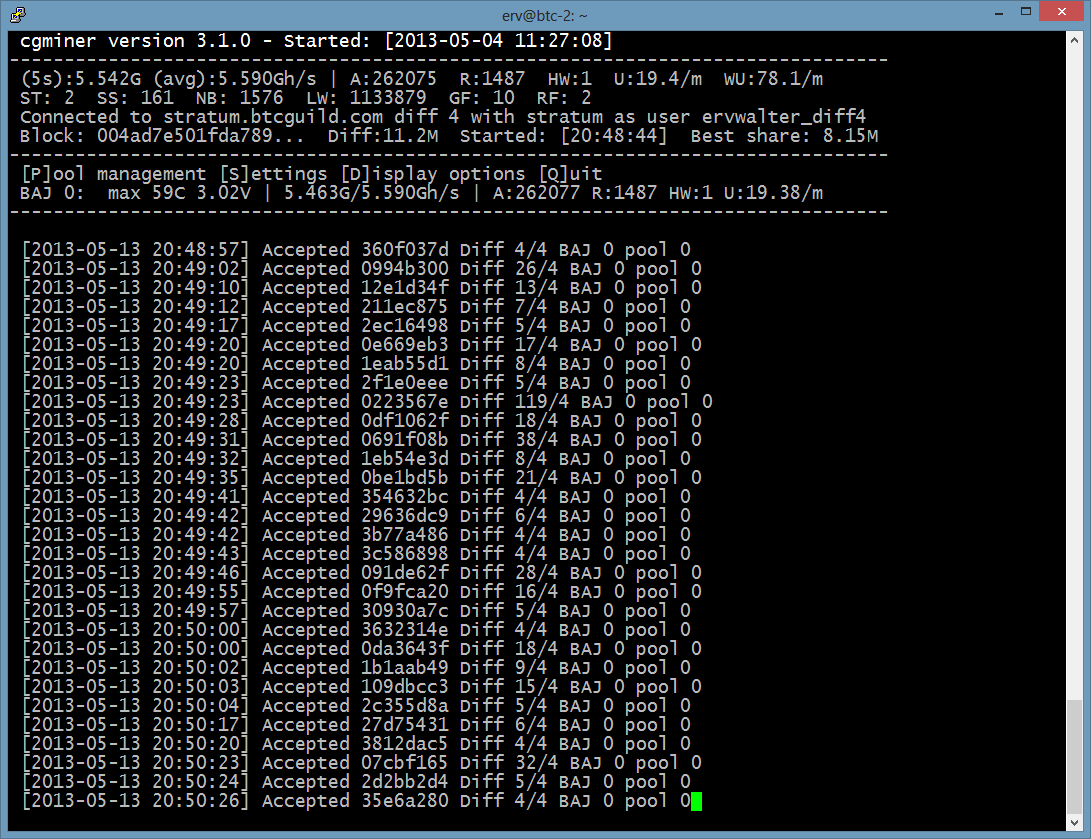 erv@btc-2: ~
cgminer version 3.1.0 - Started: [2013-05-04 11:27:08]
--------------------------------------------------------------------------------
(5s):5.542G (avg):5.590Gh/s | A:262075  R:1487  HW:1  U:19.4/m  WU:78.1/m
ST: 2  SS: 161  NB: 1576  LW: 1133879  GF: 10  RF: 2
Connected to stratum.btcguild.com diff 4 with stratum as user ervwalter_diff4
Block: 004ad7e501fda789...  Diff:11.2M  Started: [20:48:44]  Best share: 8.15M
--------------------------------------------------------------------------------
[P]ool management [S]ettings [D]isplay options [Q]uit
BAJ 0:  max 59C 3.02V | 5.463G/5.590Gh/s | A:262077 R:1487 HW:1 U:19.38/m
--------------------------------------------------------------------------------
[2013-05-13 20:48:57] Accepted 360f037d Diff 4/4 BAJ 0 pool 0
[2013-05-13 20:49:02] Accepted 0994b300 Diff 26/4 BAJ 0 pool 0
[2013-05-13 20:49:10] Accepted 12e1d34f Diff 13/4 BAJ 0 pool 0
[2013-05-13 20:49:12] Accepted 211ec875 Diff 7/4 BAJ 0 pool 0
[2013-05-13 20:49:17] Accepted 2ec16498 Diff 5/4 BAJ 0 pool 0
[2013-05-13 20:49:20] Accepted 0e669eb3 Diff 17/4 BAJ 0 pool 0
[2013-05-13 20:49:20] Accepted 1eab55d1 Diff 8/4 BAJ 0 pool 0
[2013-05-13 20:49:23] Accepted 2f1e0eee Diff 5/4 BAJ 0 pool 0
[2013-05-13 20:49:23] Accepted 0223567e Diff 119/4 BAJ 0 pool 0
[2013-05-13 20:49:28] Accepted 0df1062f Diff 18/4 BAJ 0 pool 0
[2013-05-13 20:49:31] Accepted 0691f08b Diff 38/4 BAJ 0 pool 0
[2013-05-13 20:49:32] Accepted 1eb54e3d Diff 8/4 BAJ 0 pool 0
[2013-05-13 20:49:35] Accepted 0be1bd5b Diff 21/4 BAJ 0 pool 0
[2013-05-13 20:49:41] Accepted 354632bc Diff 4/4 BAJ 0 pool 0
[2013-05-13 20:49:42] Accepted 29636dc9 Diff 6/4 BAJ 0 pool 0
[2013-05-13 20:49:42] Accepted 3b77a486 Diff 4/4 BAJ 0 pool 0
[2013-05-13 20:49:43] Accepted 3c586898 Diff 4/4 BAJ 0 pool 0
[2013-05-13 20:49:46] Accepted 091de62f Diff 28/4 BAJ 0 pool 0
[2013-05-13 20:49:55] Accepted 0f9fca20 Diff 16/4 BAJ 0 pool 0
[2013-05-13 20:49:57] Accepted 30930a7c Diff 5/4 BAJ 0 pool 0
[2013-05-13 20:50:00] Accepted 3632314e Diff 4/4 BAJ 0 pool 0
[2013-05-13 20:50:00] Accepted 0da3643f Diff 18/4 BAJ 0 pool 0
[2013-05-13 20:50:02] Accepted 1b1aab49 Diff 9/4 BAJ 0 pool 0
[2013-05-13 20:50:03] Accepted 109dbcc3 Diff 15/4 BAJ 0 pool 0
[2013-05-13 20:50:04] Accepted 2c355d8a Diff 5/4 BAJ 0 pool 0
[2013-05-13 20:50:17] Accepted 27d75431 Diff 6/4 BAJ 0 pool 0
[2013-05-13 20:50:20] Accepted 3812dac5 Diff 4/4 BAJ 0 pool 0
[2013-05-13 20:50:23] Accepted 07cbf165 Diff 32/4 BAJ 0 pool 0
[2013-05-13 20:50:24] Accepted 2d2bb2d4 Diff 5/4 BAJ 0 pool 0
[2013-05-13 20:50:26] Accepted 35e6a280 Diff 4/4 BAJ 0 pool 0